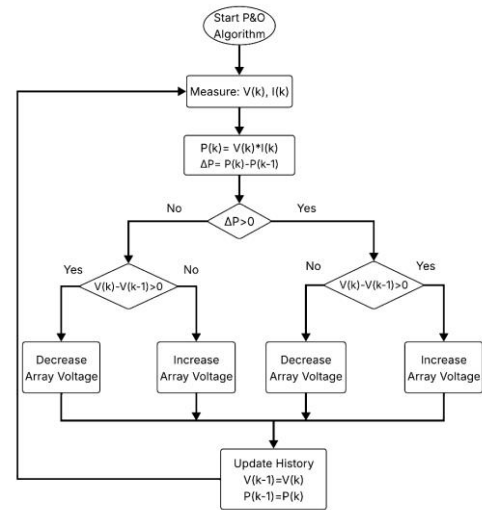 Start P&O
Algorithm
Measure: V(k), I(k)
P(k)= V(k)*I(k)
ΔP= P(k)-P(k-1)
No
ΔP>0
Yes
Yes
V(k)-V(k-1)>0
No
No
V(k)-V(k-1)>0
Yes
Decrease
Array Voltage
Increase
Array Voltage
Decrease
Array Voltage
Increase
Array Voltage
Update History
V(k-1)=V(k)
P(k-1)=P(k)